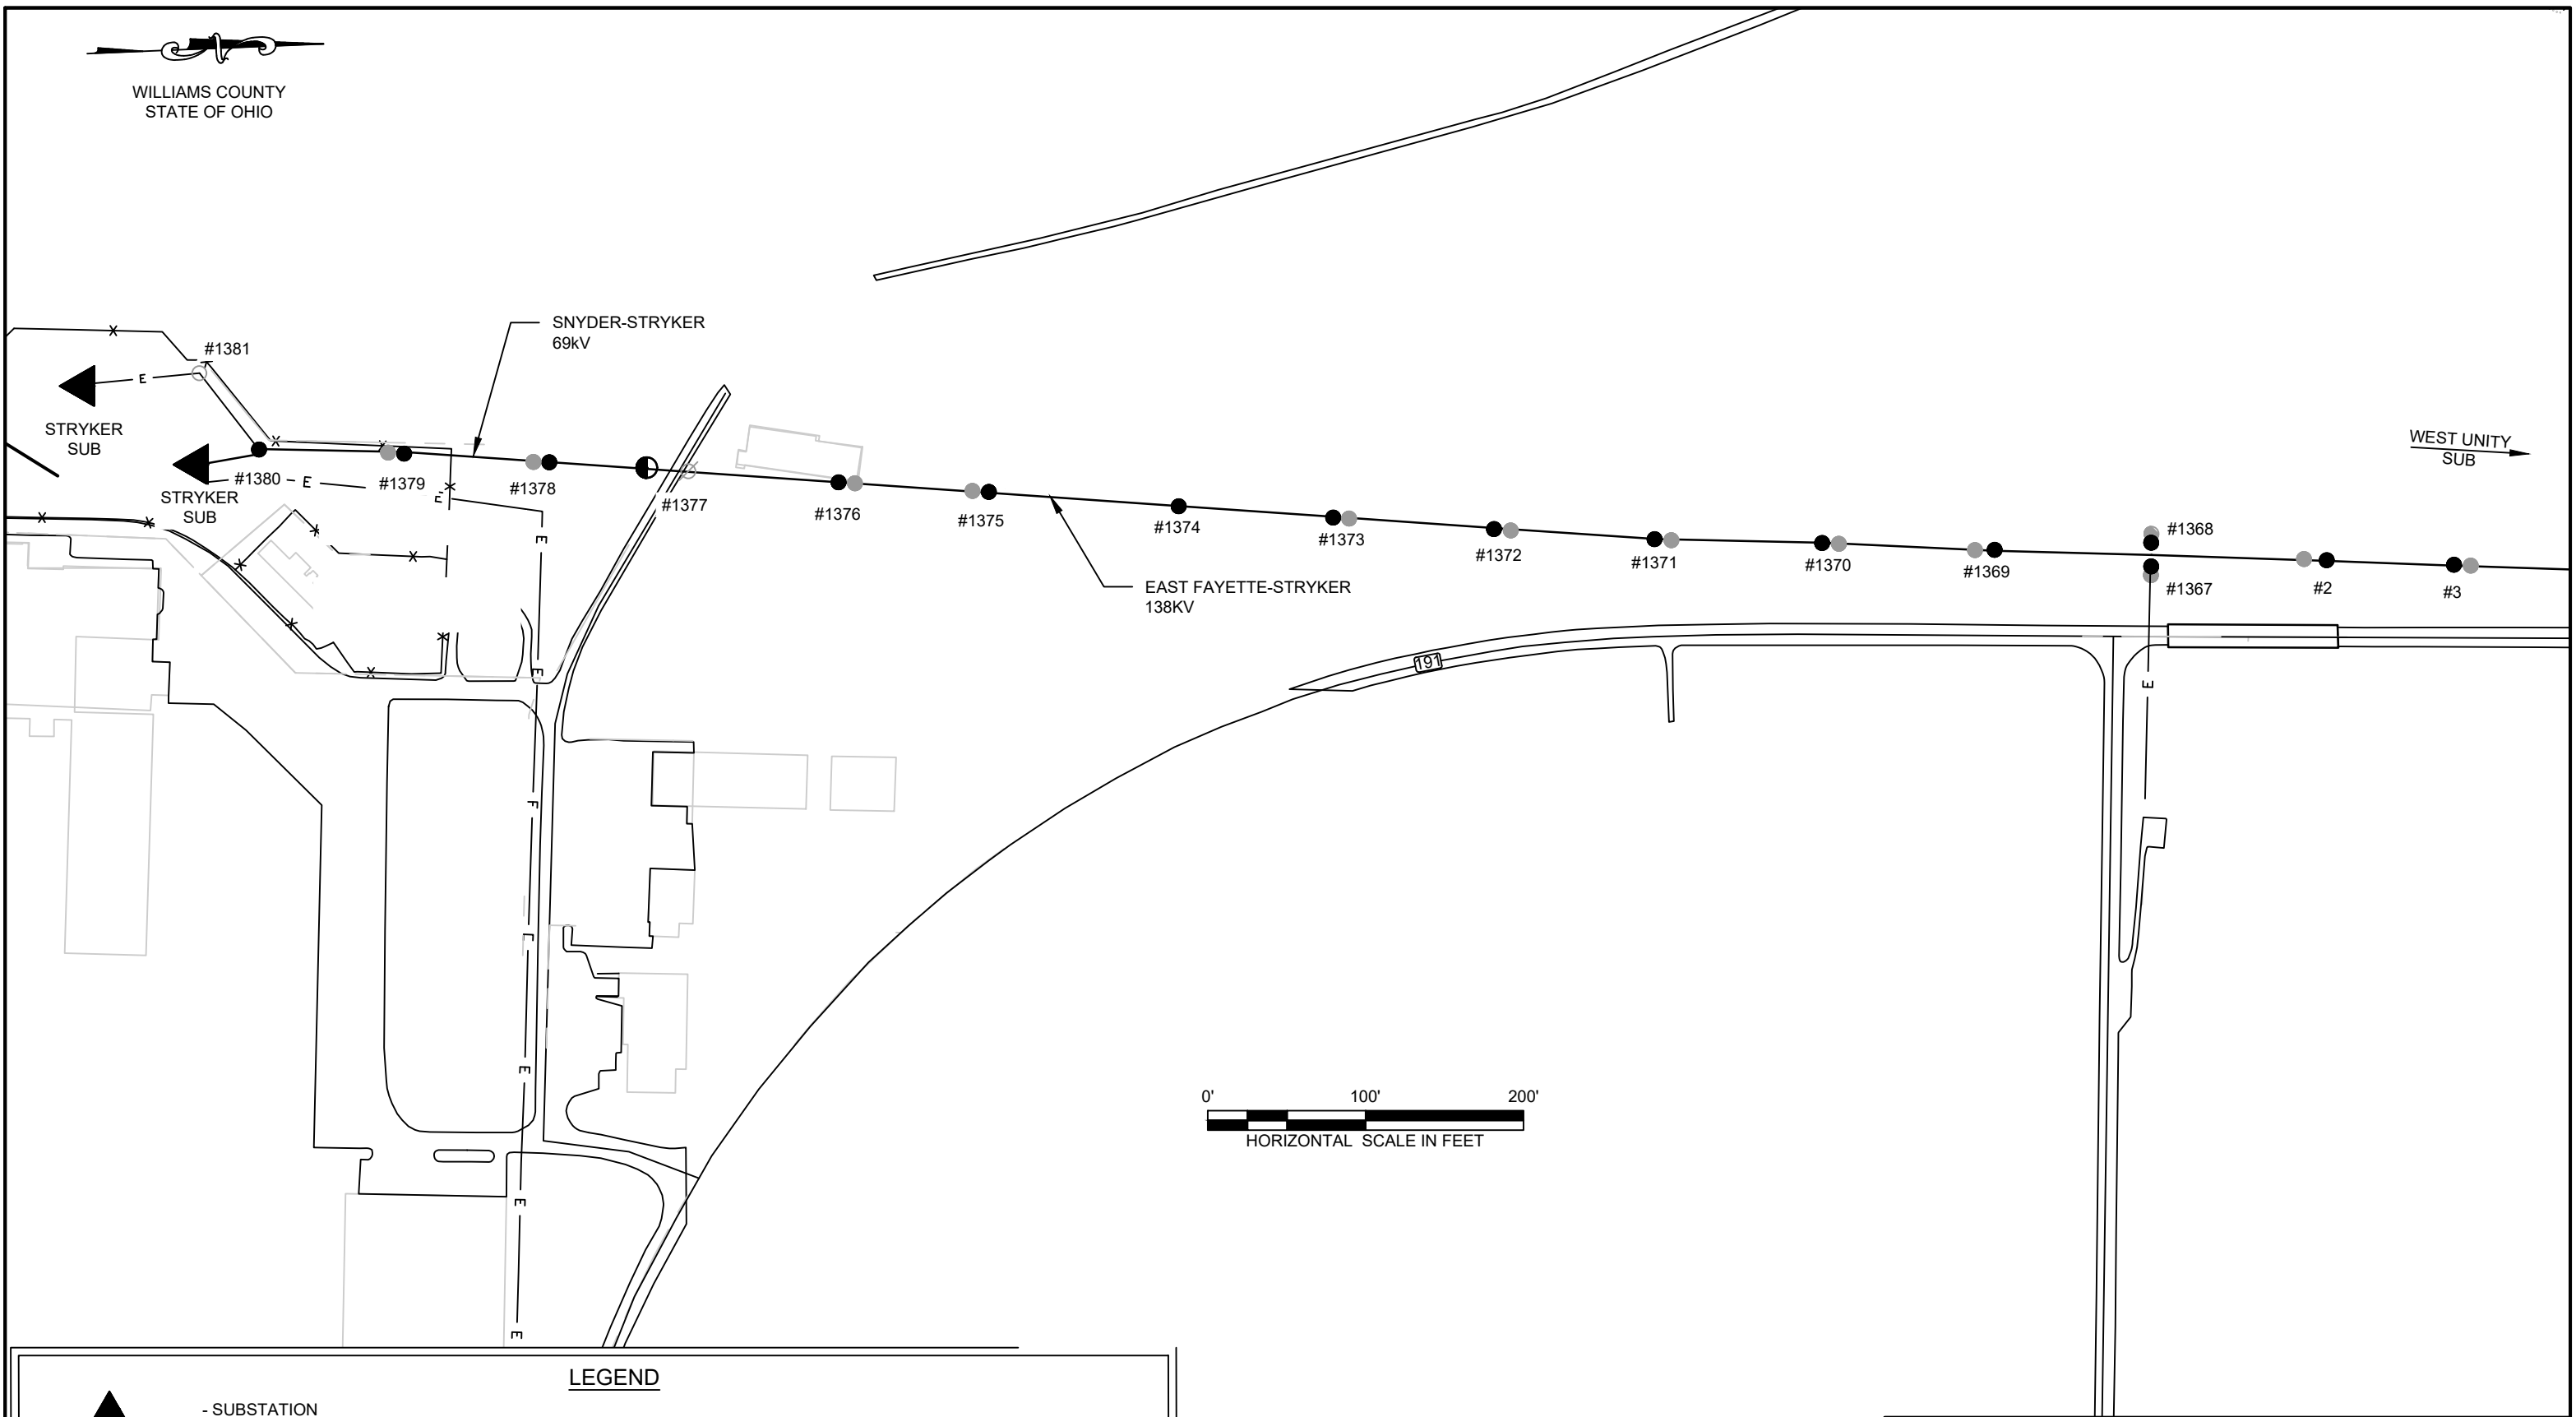 WILLIAMS COUNTY
STATE OF OHIO
SNYDER-STRYKER
69kV
#1381
E
STRYKER
SUB
#1380
E
#1379
E
#1378
#1377
#1376
#1375
#1374
#1373
#1372
#1371
#1370
#1369
#1368
#1367
#2
#3
WEST UNITY
SUB
STRYKER
SUB
EAST FAYETTE-STRYKER
138KV
E
191
E
E
E
E
E
0' 100' 200'
HORIZONTAL SCALE IN FEET
LEGEND
- SUBSTATION